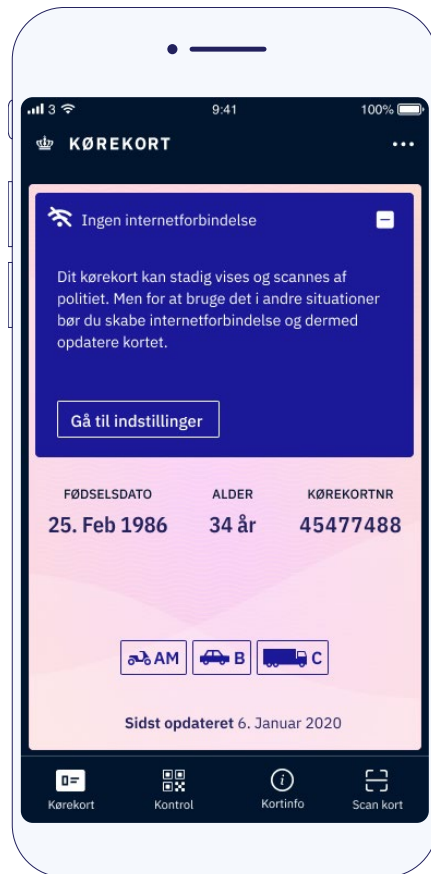 3 9:41 100%
KØREKORT
Ingen internetforbindelse
Dit kørekort kan stadig vises og scannes af
politiet. Men for at bruge det i andre situationer
bør du skabe internetforbindelse og dermed
opdatere kortet.
Gå til indstillinger
FØDSELSDATO ALDER KØREKORTNR
25. Feb 1986 34 år 45477488
AM B C
Sidst opdateret 6. Januar 2020
Kørekort Kontrol Kortinfo Scan kort